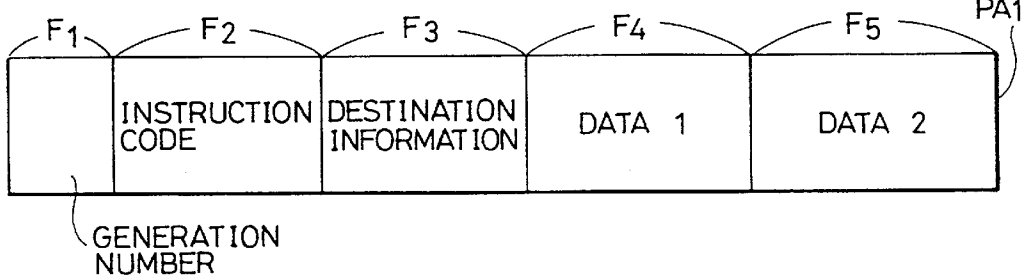 F1 F2 F3 F4 F5 PA1
INSTRUCTION
CODE
DESTINATION
INFORMATION
DATA 1
DATA 2
GENERATION
NUMBER